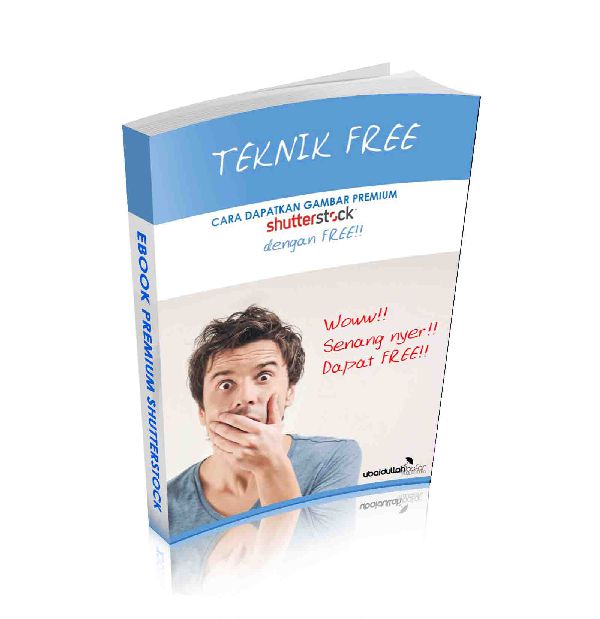 TEKNIK FREE
CARA DAPATKAN GAMBAR PREMIUM
shutterstock
dengan FREE!!
Woww!!
Senang nyer!!
Dapat FREE!!
EBOOK PREMIUM SHUTTERSTOCK